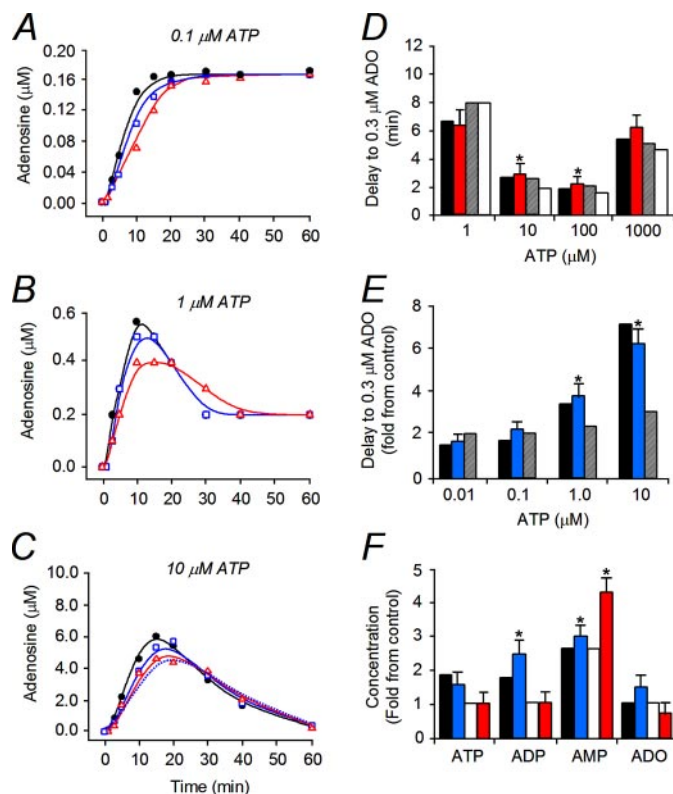 A
0.1 μM ATP
Adenosine (μM)
0.20
0.16
0.12
0.08
0.04
0.00
0 10 20 30 40 50 60
B
1 μM ATP
Adenosine (μM)
0.6
0.4
0.2
0.0
0 10 20 30 40 50 60
C
10 μM ATP
Adenosine (μM)
10.0
8.0
6.0
4.0
2.0
0.0
0 10 20 30 40 50 60
Time (min)
D
Delay to 0.3 μM ADO
(min)
12
10
8
6
4
2
0
* *
1 10 100 1000
ATP (μM)
E
Delay to 0.3 μM ADO
(fold from control)
8
6
4
2
0
* *
0.01 0.1 1.0 10
ATP (μM)
F
Concentration
(Fold from control)
5
4
3
2
1
0
* * *
ATP ADP AMP ADO